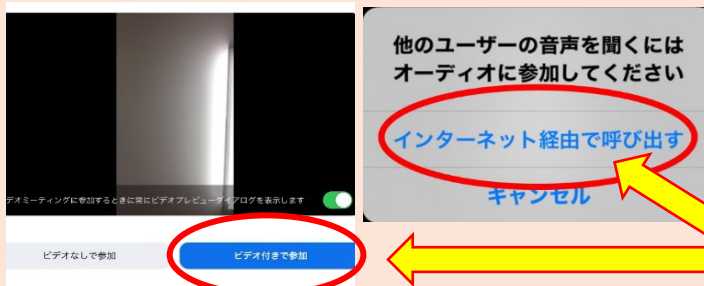 デオミーティングに参加するときに常にビデオプレビューダイアログを表示します
ビデオなしで参加
ビデオ付きで参加
他のユーザーの音声を聞くには
オーディオに参加してください
インターネット経由で呼び出す
キャンセル